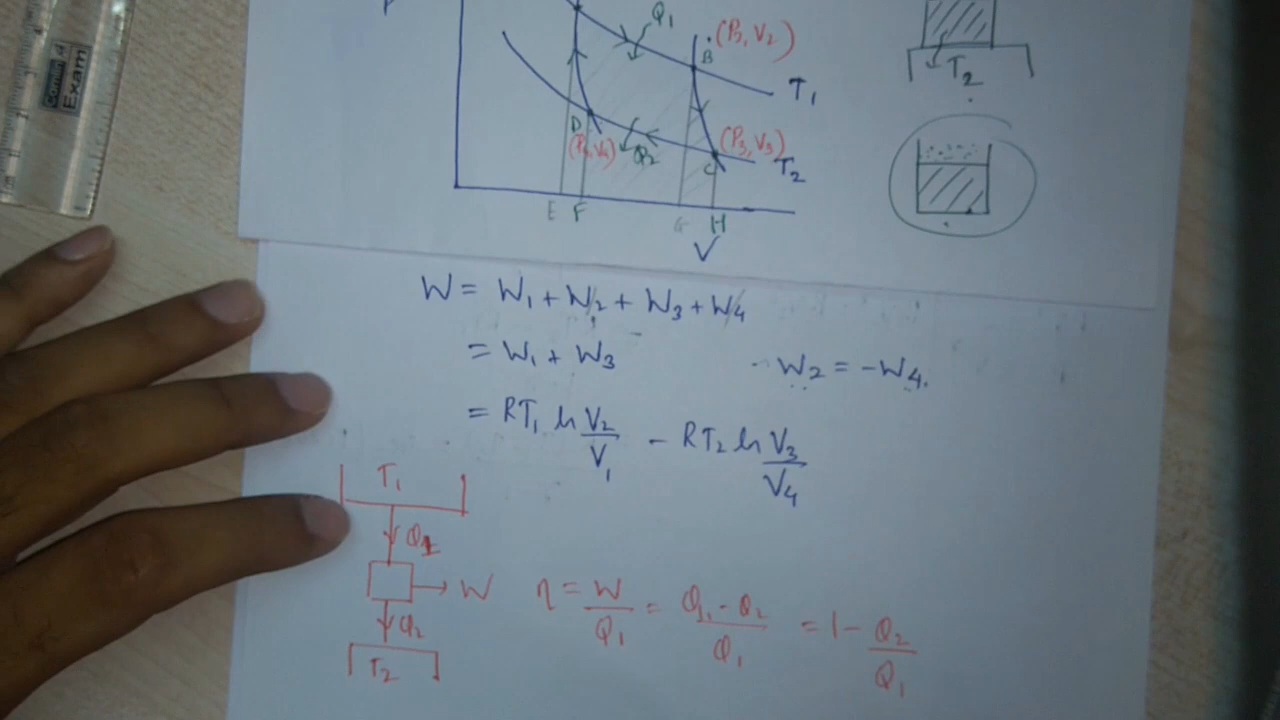 P
Q₁
(P₂, V₂)
B
T₁
T₂
D
(P₄, V₄)
Q₂
(P₃, V₃)
C
T₂
E F G H
V
Camlin
Exam
W = W₁ + W₂ + W₃ + W₄
= W₁ + W₃
W₂ = -W₄.
= RT₁ ln V₂/V₁ - RT₂ ln V₃/V₄
T₁
Q₁
W
Q₂
T₂
η = W/Q₁ = Q₁ - Q₂/Q₁ = 1 - Q₂/Q₁